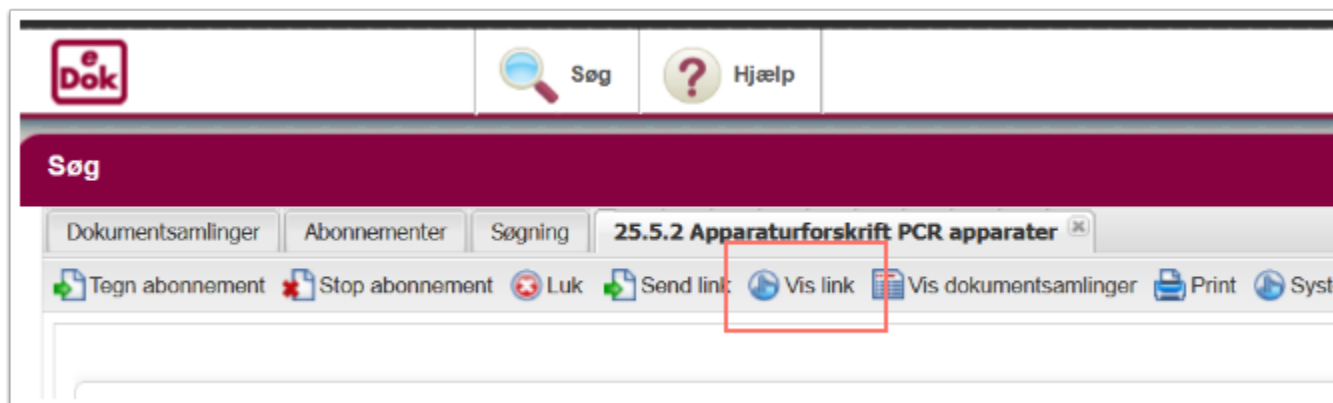 e
Dok
Søg
? Hjælp
Søg
Dokumentsamlinger Abonnementer Søgning 25.5.2 Apparaturforskrift PCR apparater
Tegn abonnement Stop abonnement Luk Send link Vis link Vis dokumentsamlinger Print Syst